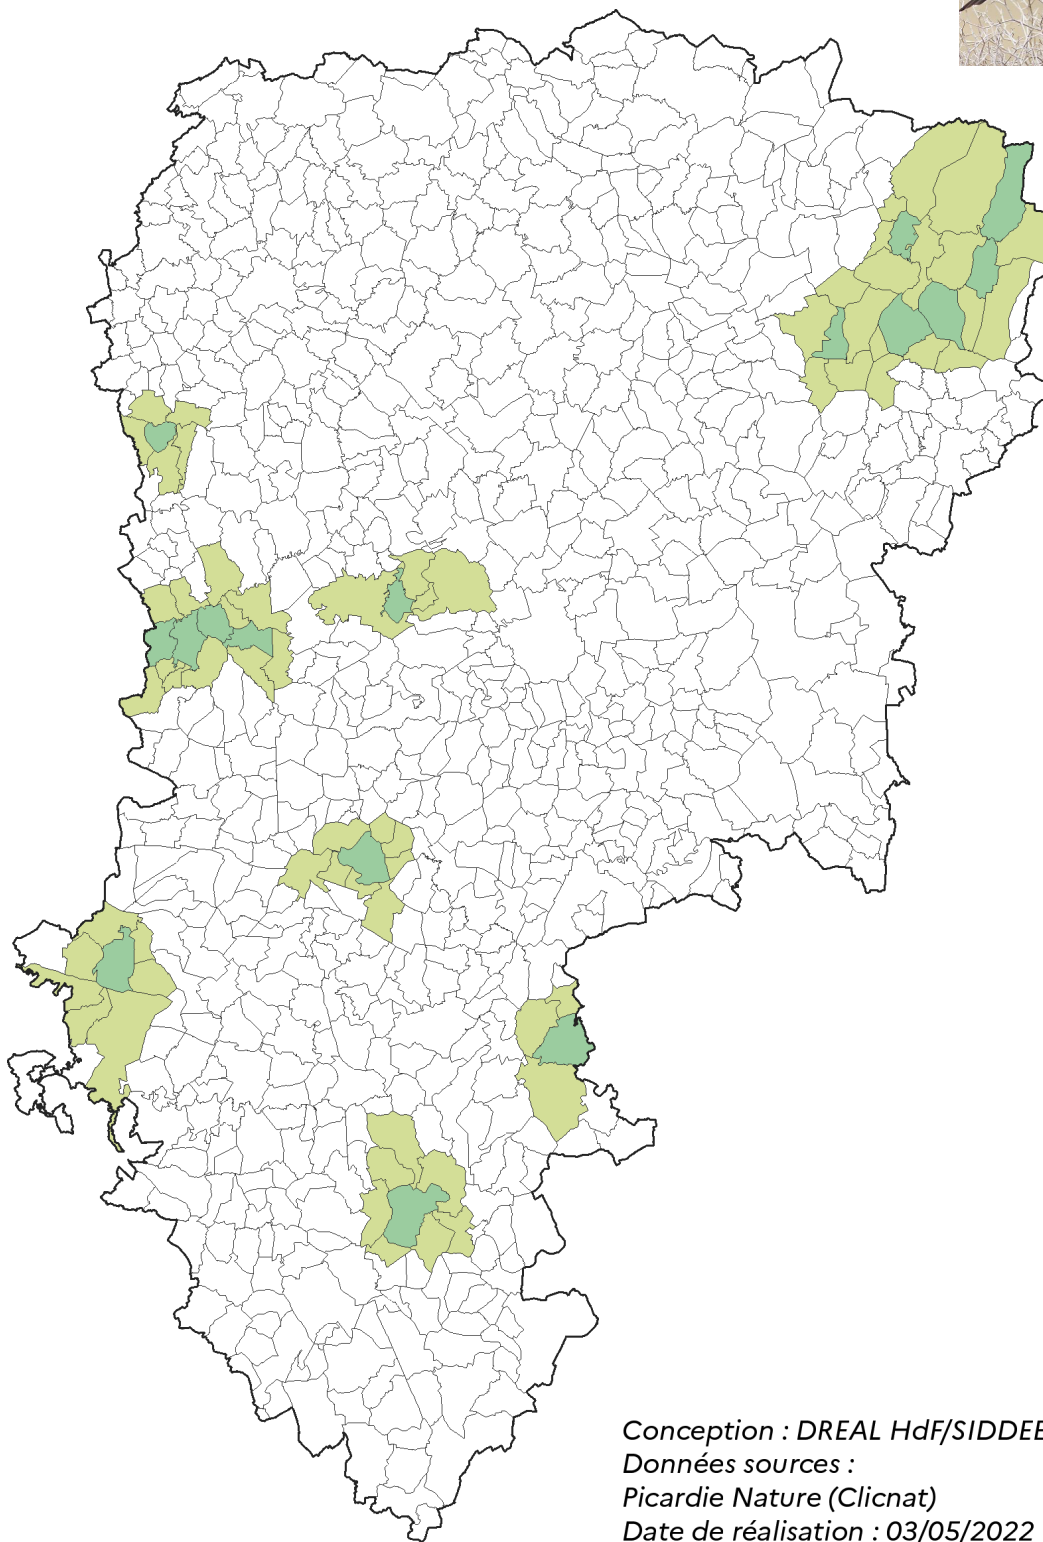 Conception : DREAL HdF/SIDDEE
Données sources :
Picardie Nature (Clicnat)
Date de réalisation : 03/05/2022